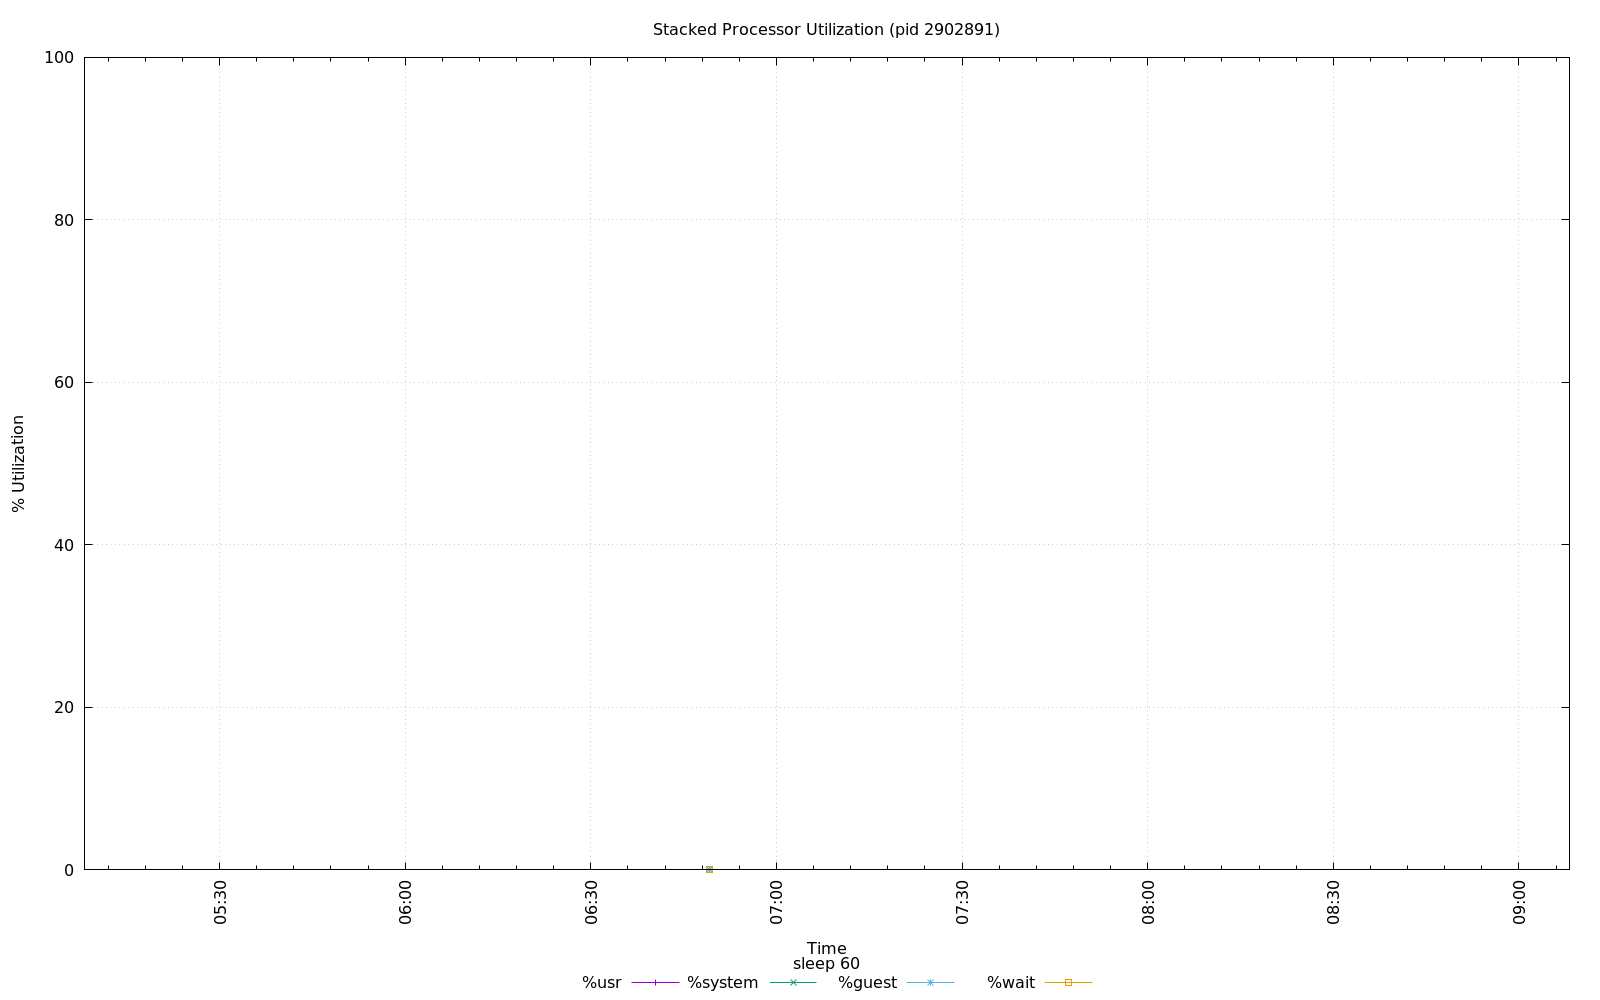 Stacked Processor Utilization (pid 2902891)
100
80
60
40
20
0
% Utilization
05:30
06:00
06:30
07:00
07:30
08:00
08:30
09:00
Time
sleep 60
%usr %system %guest %wait